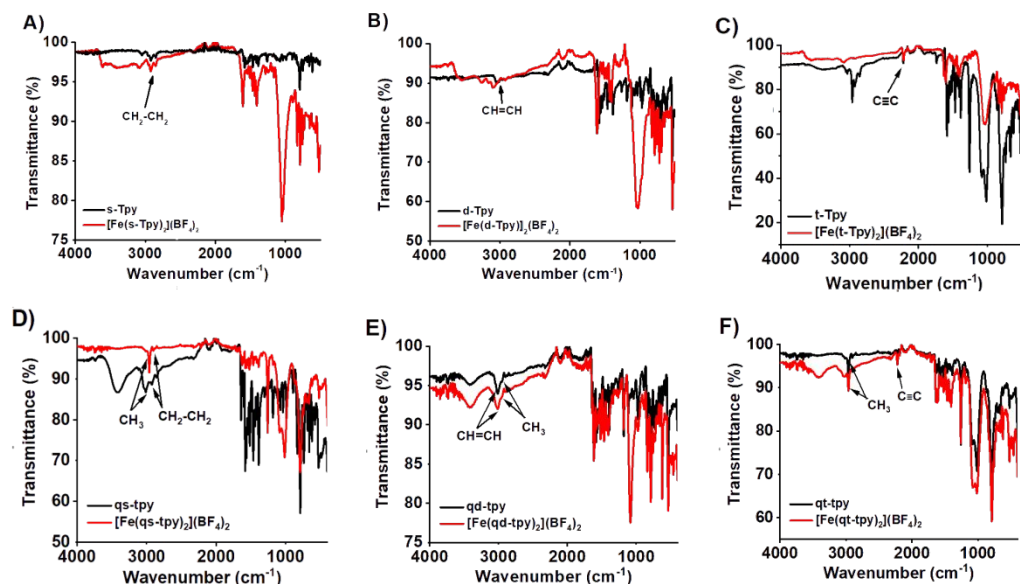 A)
100
95
90
85
80
75
Transmittance (%)
CH₂-CH₂
s-Tpy
[Fe(s-Tpy)₂](BF₄)₂
4000 3000 2000 1000
Wavenumber (cm⁻¹)
B)
100
90
80
70
60
50
Transmittance (%)
CH=CH
d-Tpy
[Fe(d-Tpy)]₂(BF₄)₂
4000 3000 2000 1000
Wavenumber (cm⁻¹)
C)
100
80
60
40
20
Transmittance (%)
C≡C
t-Tpy
[Fe(t-Tpy)₂](BF₄)₂
4000 3000 2000 1000
Wavenumber (cm⁻¹)
D)
100
90
80
70
60
50
Transmittance (%)
CH₃
CH₂-CH₂
qs-tpy
[Fe(qs-tpy)₂](BF₄)₂
4000 3000 2000 1000
Wavenumber (cm⁻¹)
E)
100
95
90
85
80
75
Transmittance (%)
CH=CH
CH₃
qd-tpy
[Fe(qd-tpy)₂](BF₄)₂
4000 3000 2000 1000
Wavenumber (cm⁻¹)
F)
100
90
80
70
60
Transmittance (%)
C≡C
CH₃
qt-tpy
[Fe(qt-tpy)₂](BF₄)₂
4000 3000 2000 1000
Wavenumber (cm⁻¹)